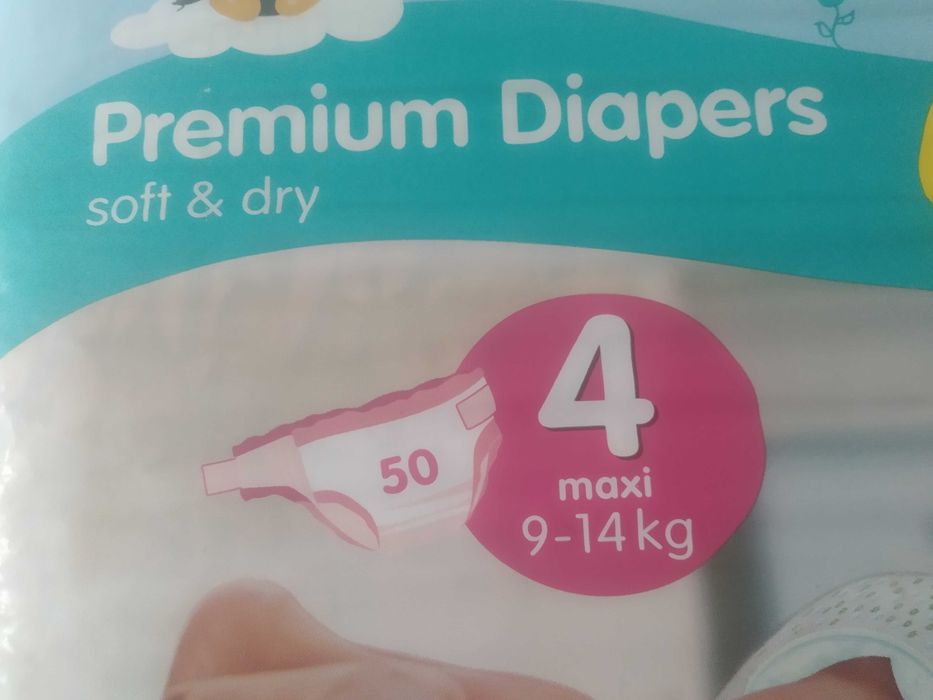 Premium Diapers
soft & dry
50
4
maxi
9-14kg